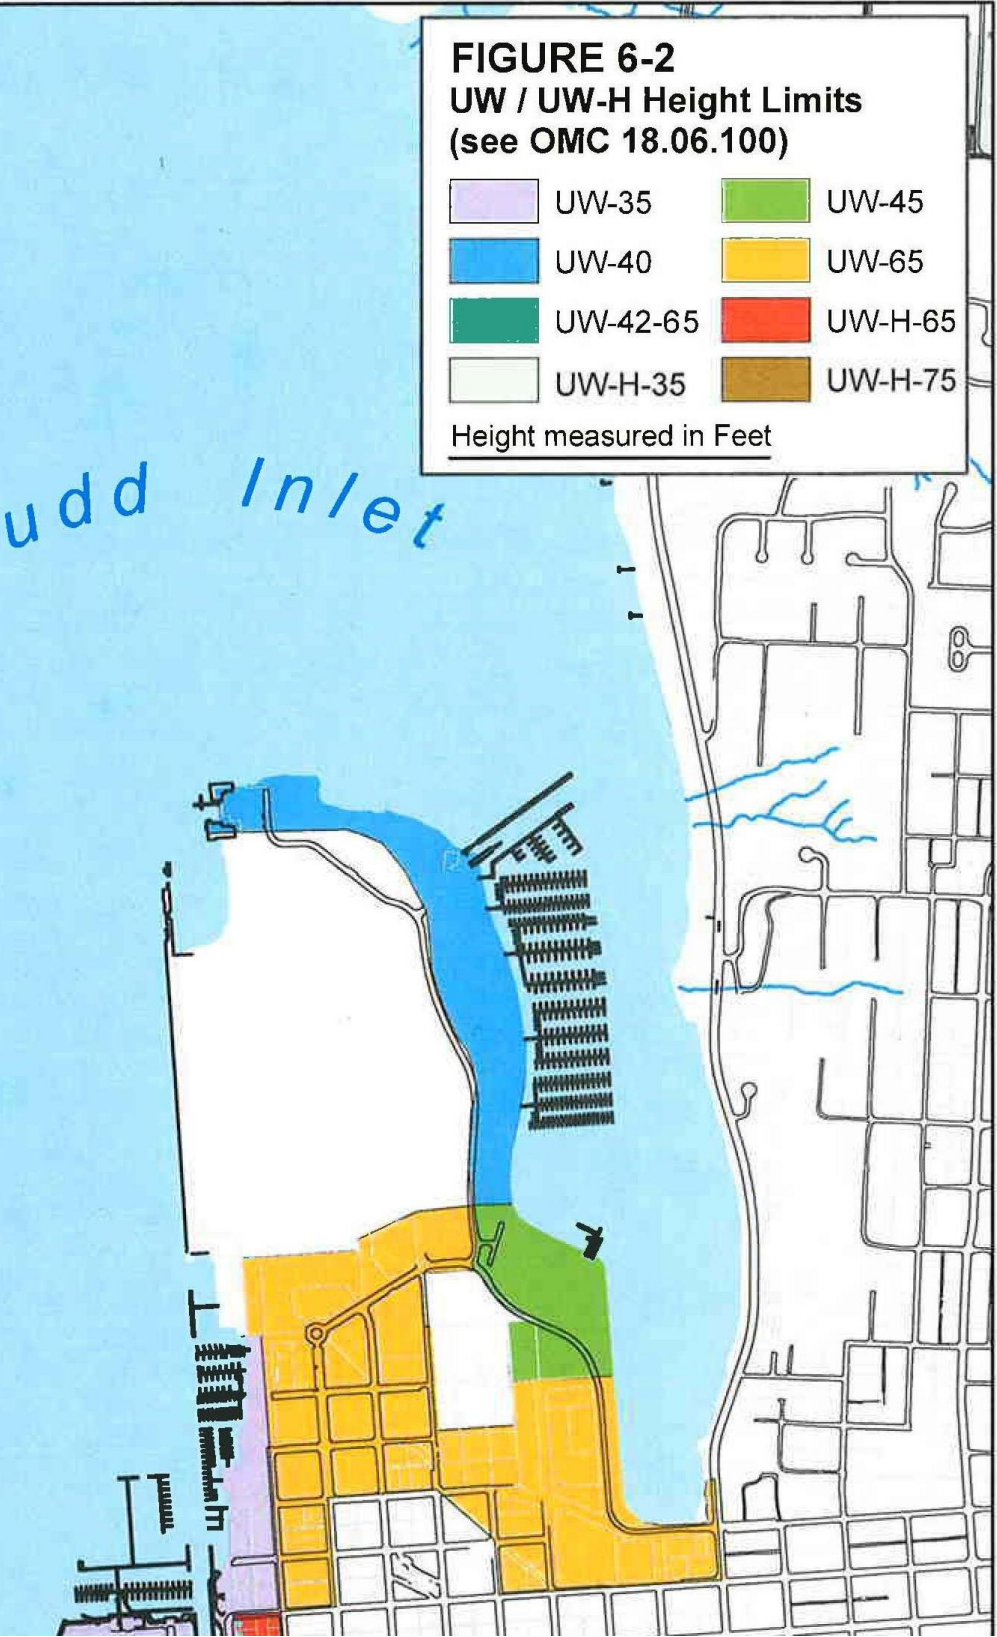 FIGURE 6-2
UW / UW-H Height Limits
(see OMC 18.06.100)
UW-35
UW-45
UW-40
UW-65
UW-42-65
UW-H-65
UW-H-35
UW-H-75
Height measured in Feet
udd Inlet